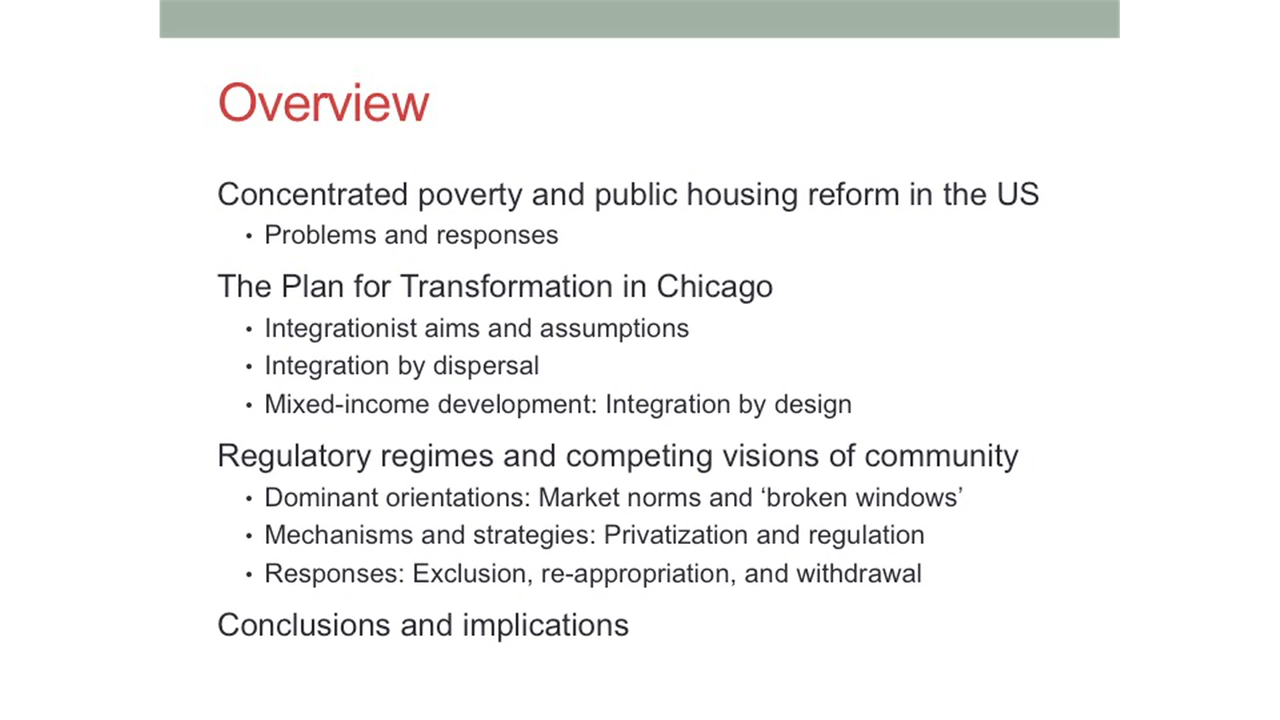 Overview
Concentrated poverty and public housing reform in the US
• Problems and responses
The Plan for Transformation in Chicago
• Integrationist aims and assumptions
• Integration by dispersal
• Mixed-income development: Integration by design
Regulatory regimes and competing visions of community
• Dominant orientations: Market norms and ‘broken windows’
• Mechanisms and strategies: Privatization and regulation
• Responses: Exclusion, re-appropriation, and withdrawal
Conclusions and implications